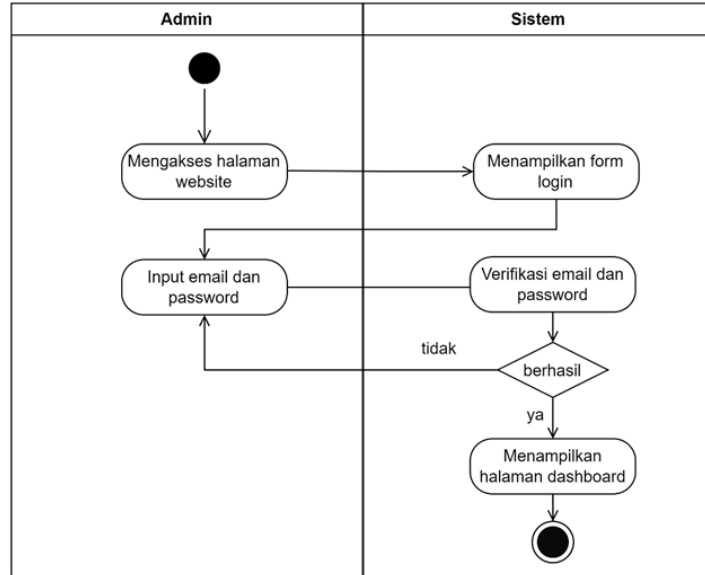 Admin
Sistem
Mengakses halaman
website
Menampilkan form
login
Input email dan
password
Verifikasi email dan
password
tidak
berhasil
ya
Menampilkan
halaman dashboard